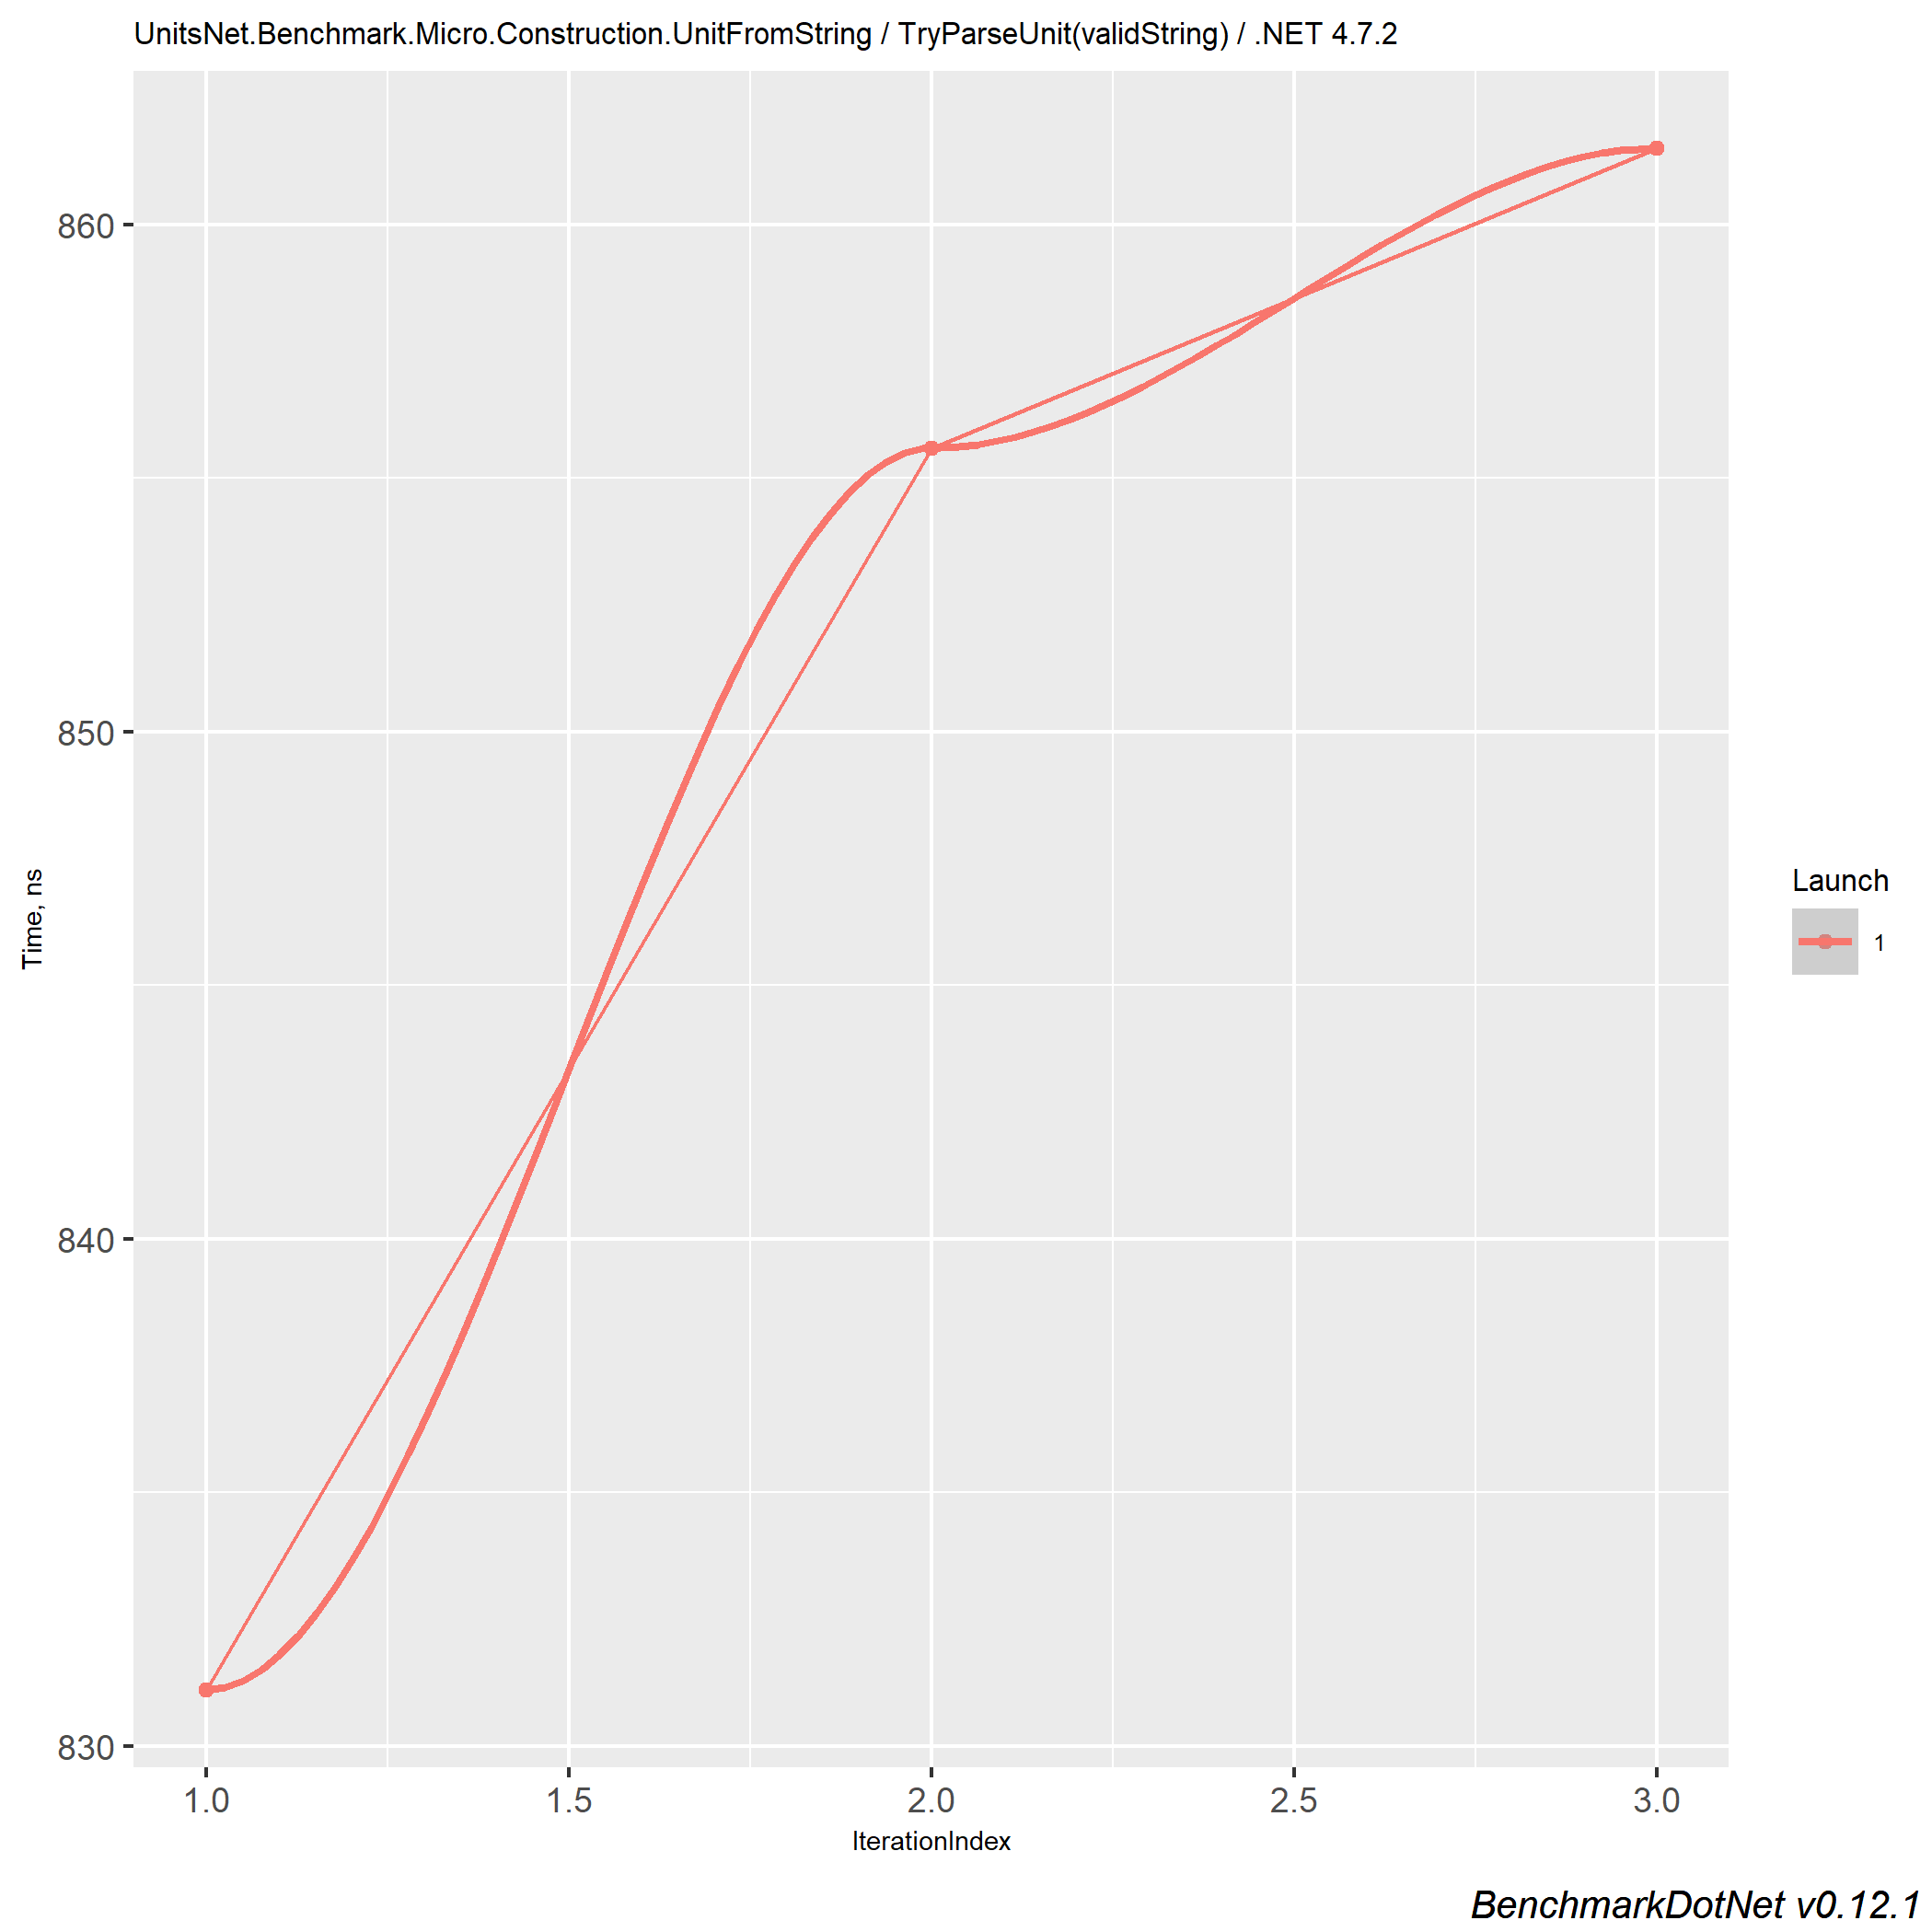 UnitsNet.Benchmark.Micro.Construction.UnitFromString / TryParseUnit(validString) / .NET 4.7.2
860
850
840
830
Time, ns
1.0 1.5 2.0 2.5 3.0
IterationIndex
Launch
1
BenchmarkDotNet v0.12.1